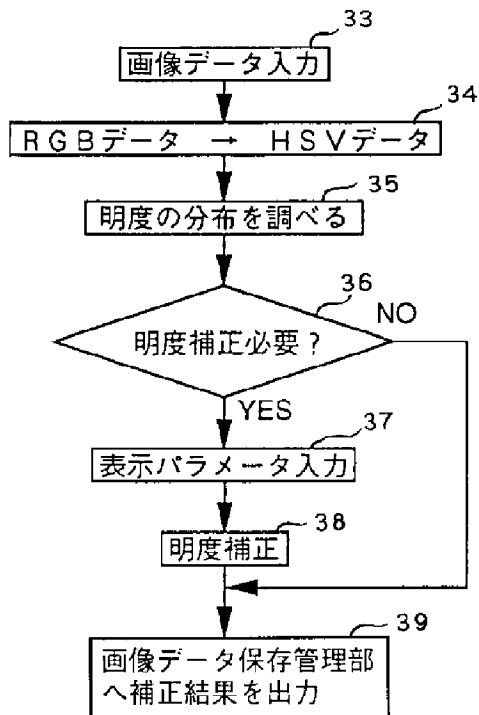 33
画像データ入力
34
RGBデータ → HSVデータ
35
明度の分布を調べる
36
NO
明度補正必要?
YES
37
表示パラメータ入力
38
明度補正
39
画像データ保存管理部
へ補正結果を出力